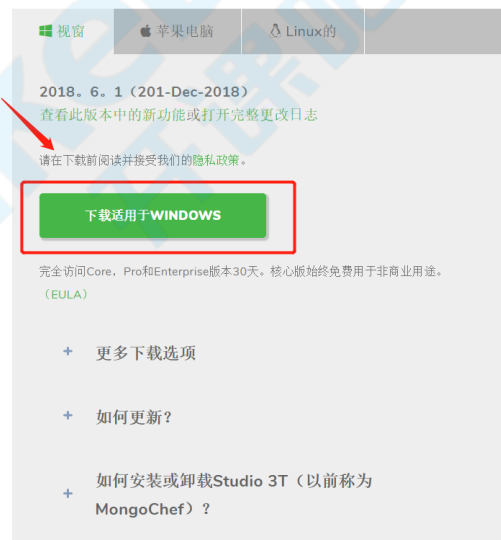 视窗
苹果电脑
Linux的
2018。6。1（201-Dec-2018）
查看此版本中的新功能或打开完整更改日志
请在下载前阅读并接受我们的隐私政策。
下载适用于WINDOWS
完全访问Core，Pro和Enterprise版本30天。核心版始终免费用于非商业用途。
（EULA）
+ 更多下载选项
+ 如何更新?
+ 如何安装或卸载Studio 3T（以前称为
MongoChef）?